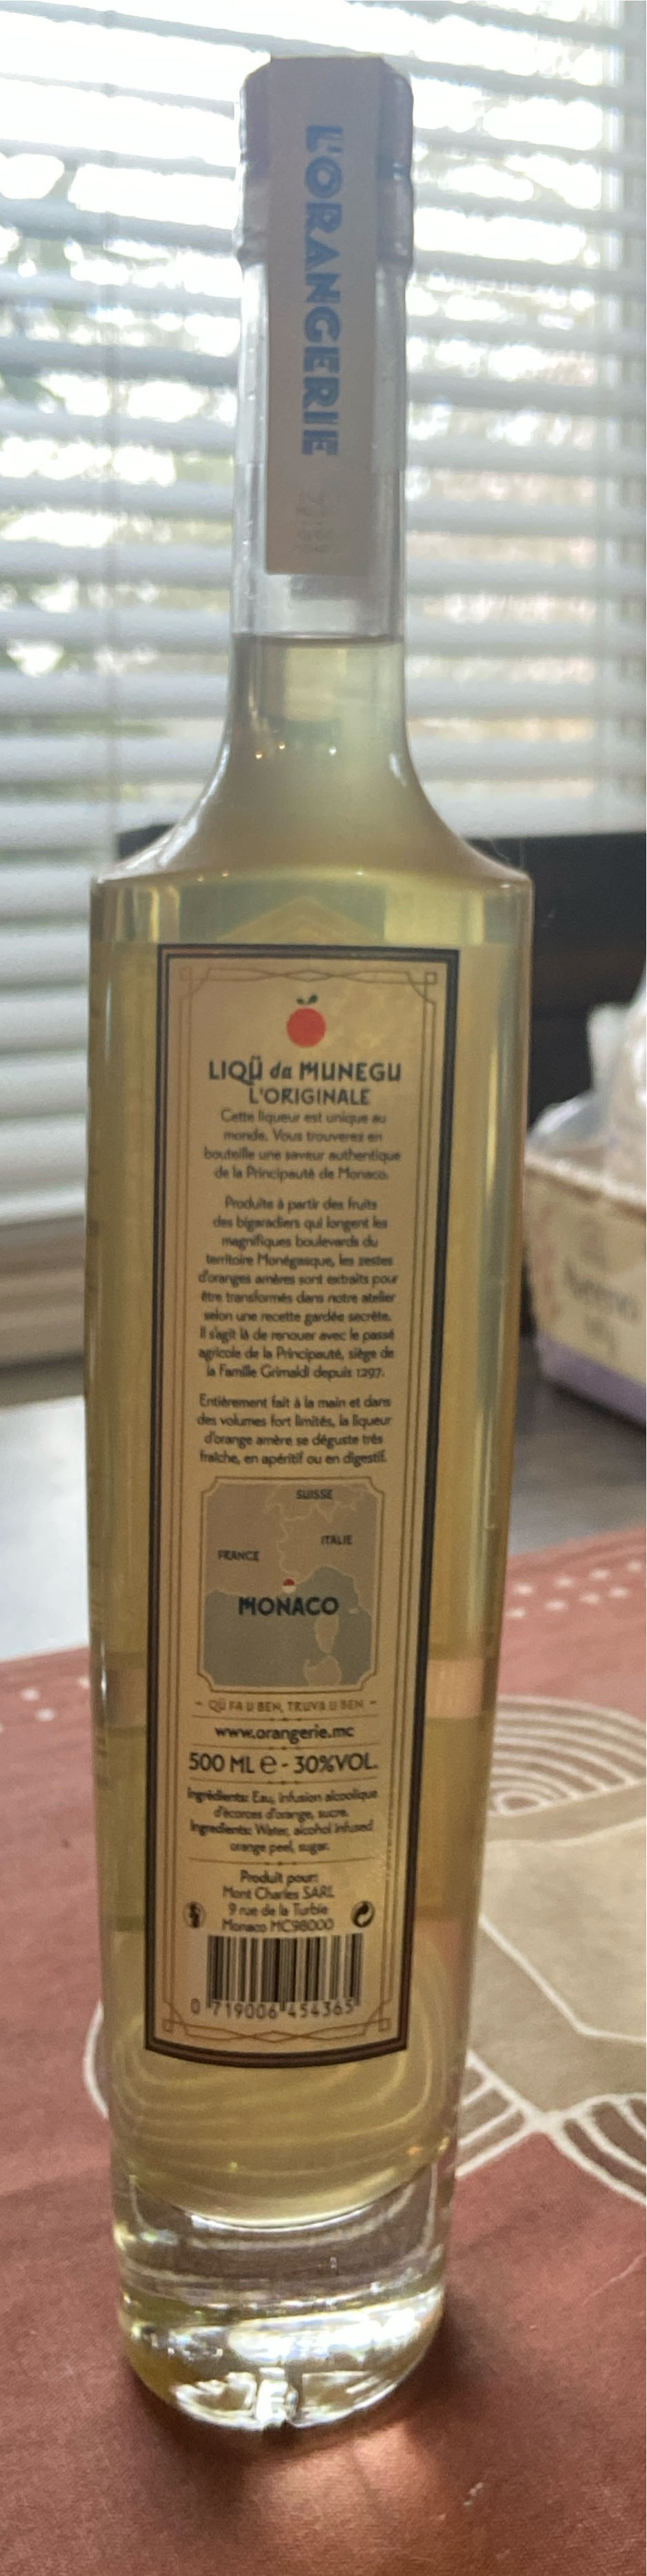 L'ORANGERIE
LIQÜ da MUNEGU
L'ORIGINALE
Cette liqueur est unique au
monde. Vous trouverez en
bouteille une saveur authentique
de la Principauté de Monaco.
Produite à partir des fruits
des bigaradiers qui longent les
magnifiques boulevards du
territoire Monégasque, les zestes
d'oranges amères sont extraits pour
être transformés dans notre atelier
selon une recette gardée secrète.
Il s'agit là de renouer avec le passé
agricole de la Principauté, siège de
la Famille Grimaldi depuis 1297.
Entièrement fait à la main et dans
des volumes fort limités, la liqueur
d'orange amère se déguste très
fraîche, en apéritif ou en digestif.
SUISSE
ITALIE
FRANCE
MONACO
- QÜ FA U BEN, TRUVA U BEN -
www.orangerie.mc
500 ML e - 30%VOL.
Ingrédients: Eau, infusion alcoolique
d'écorces d'orange, sucre.
Ingredients: Water, alcohol infused
orange peel, sugar.
Produit pour:
Mont Charles SARL
9 rue de la Turbie
Monaco MC98000
0 719006 454365